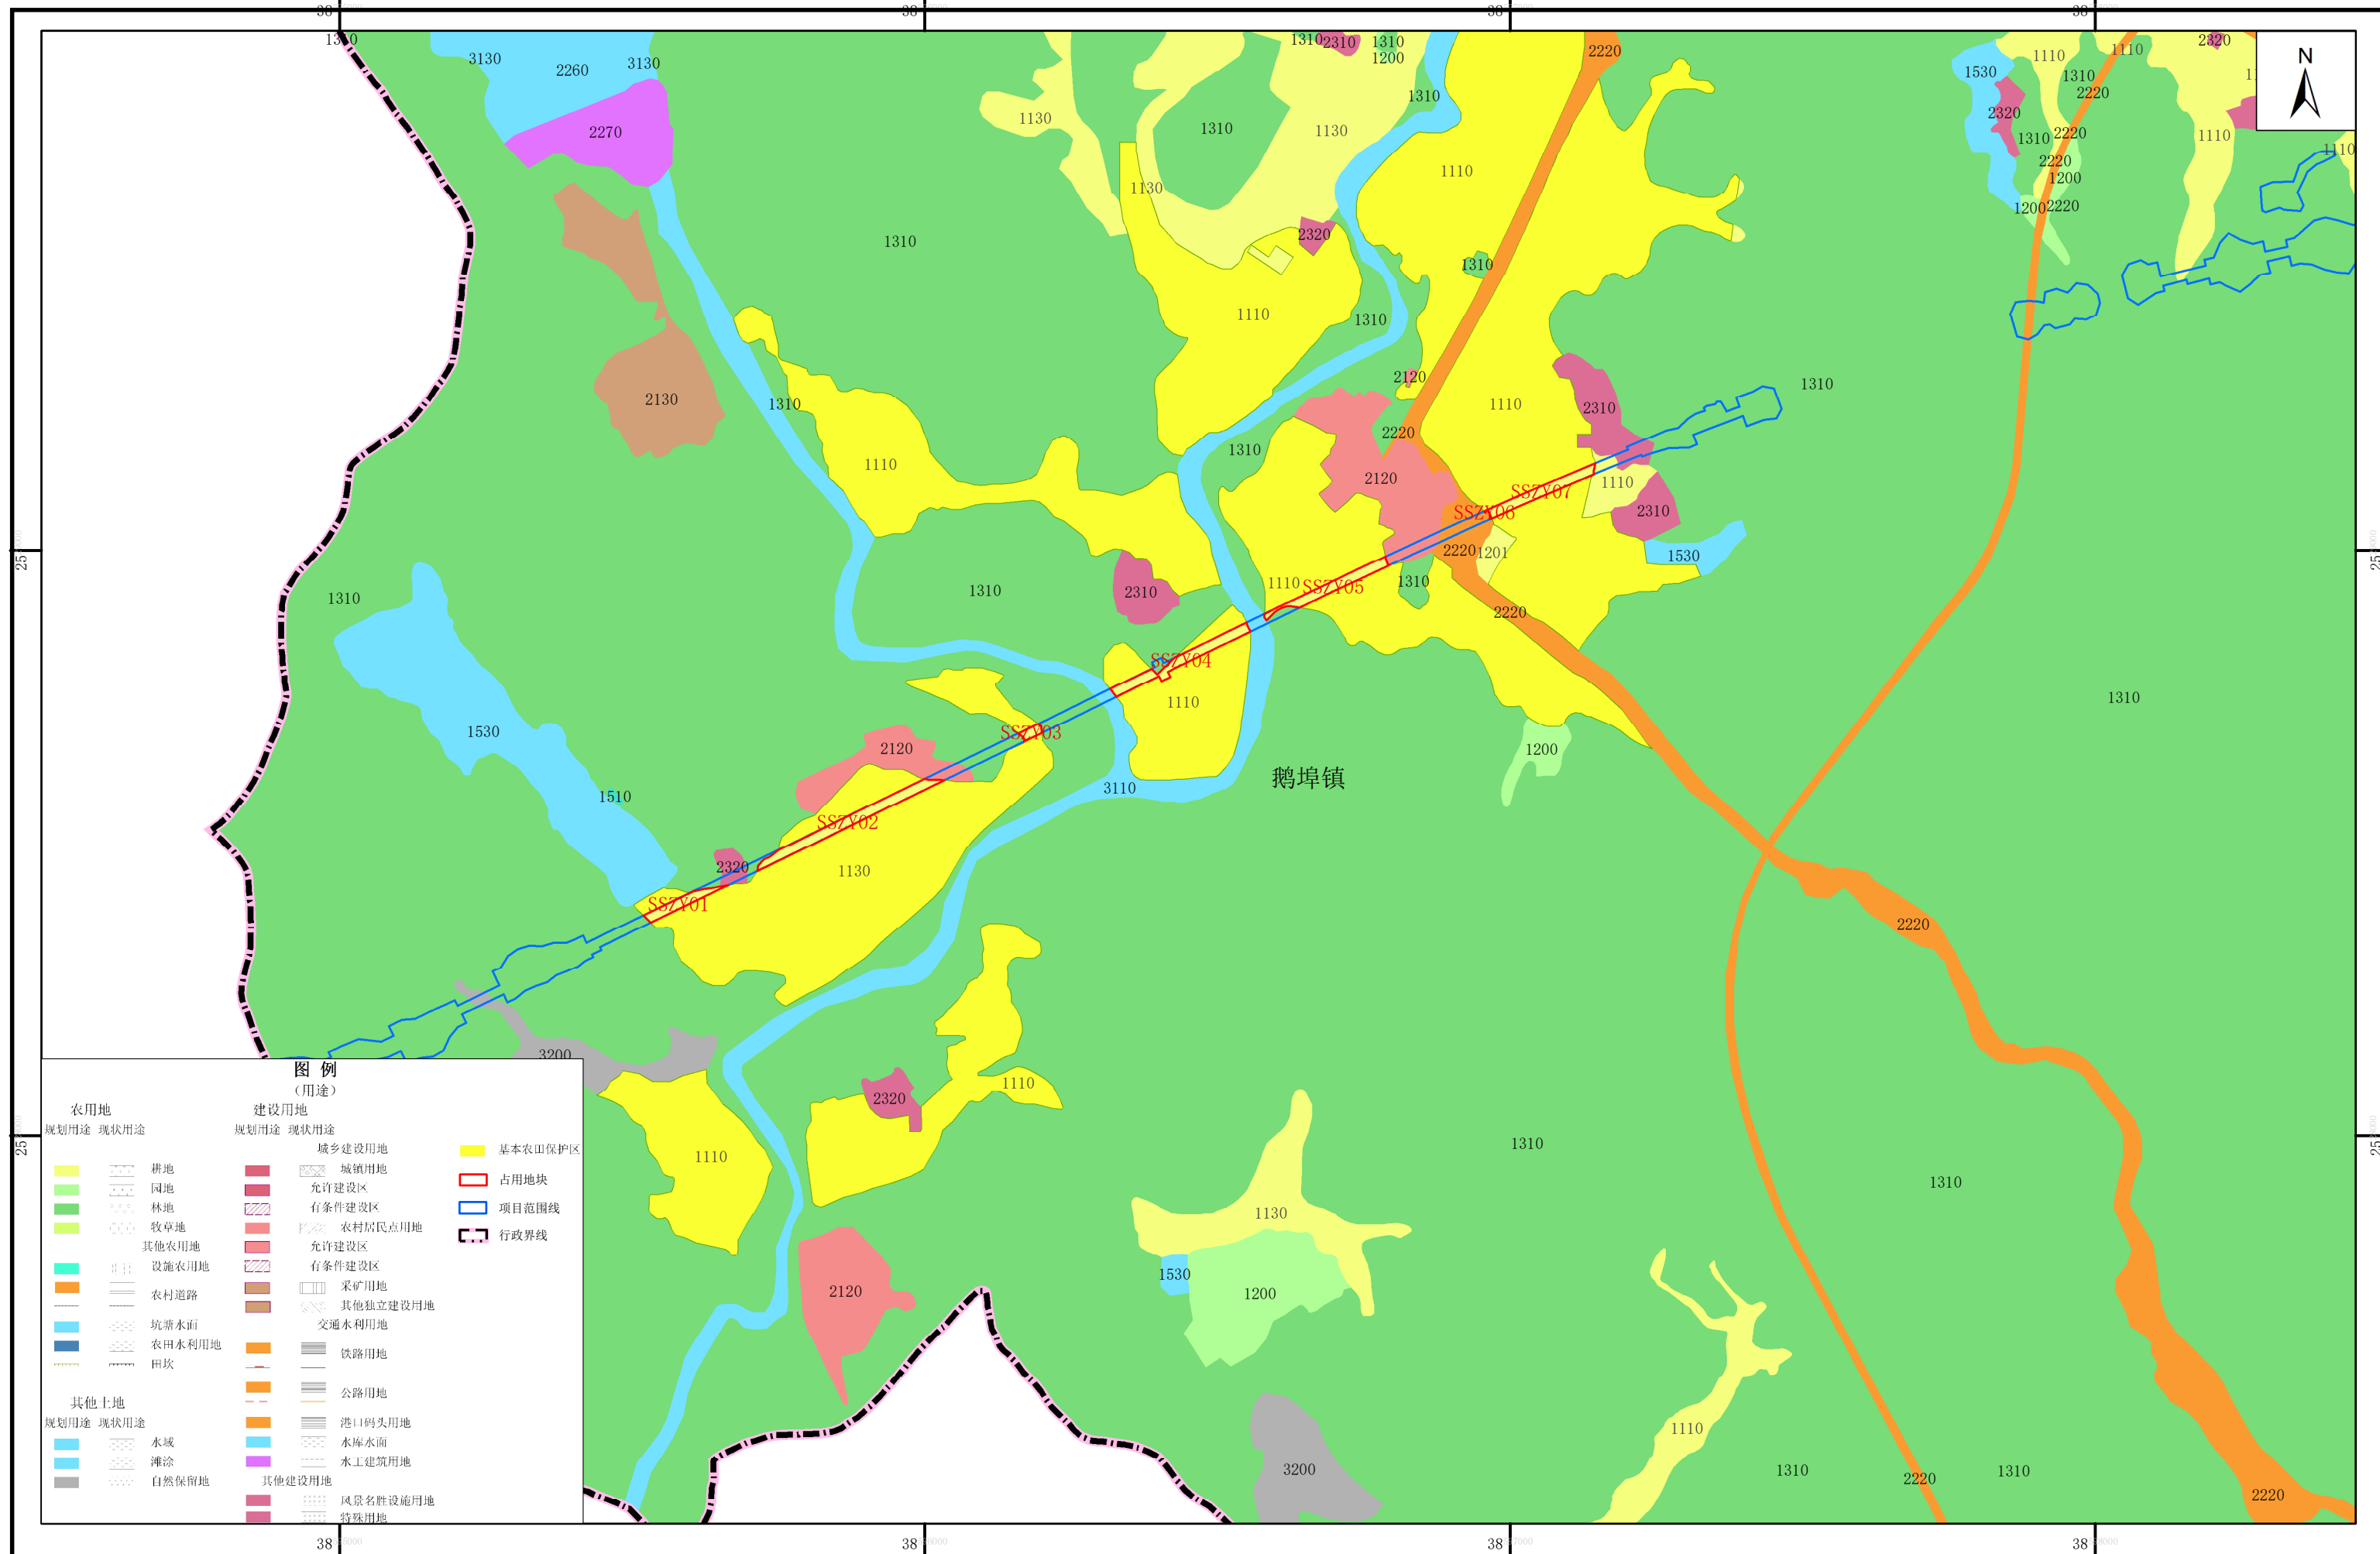 38
38
38
38
1310
3130
2260
3130
2270
1310
2310
1310
1200
2220
1310
1130
1310
1130
1130
1110
1530
1110
1310
2220
1110
2320
2320
2220
1310
2220
1200
1200
2220
1110
1110
N
1310
2320
1310
1110
1310
2130
1310
2120
1110
2310
1310
2220
1110
1310
2120
1110
SSZY07
SSZY06
2310
2220
1201
1530
1310
1310
2310
1110
SSZY05
1310
2220
SSZY04
1110
1310
1530
SSZY03
2120
1200
鹅埠镇
3110
1510
SSZY02
2320
1130
SSZY01
2220
3200
1110
2320
1110
1310
1310
1130
1530
1200
2120
1110
3200
1310
2220
1310
2220
图 例
（用途）
农用地
建设用地
规划用途 现状用途
规划用途 现状用途
城乡建设用地
基本农田保护区
耕地
城镇用地
占用地块
园地
允许建设区
林地
有条件建设区
项目范围线
牧草地
农村居民点用地
行政界线
其他农用地
允许建设区
设施农用地
有条件建设区
农村道路
采矿用地
其他独立建设用地
坑塘水面
交通水利用地
农田水利用地
铁路用地
田坎
公路用地
其他土地
规划用途 现状用途
港口码头用地
水域
水库水面
滩涂
水工建筑用地
自然保留地
其他建设用地
风景名胜设施用地
特殊用地
38
38
38
38